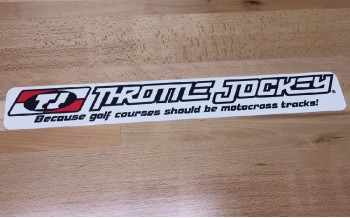 TJ THROTTLE JOCKEY
Because golf courses should be motocross tracks!